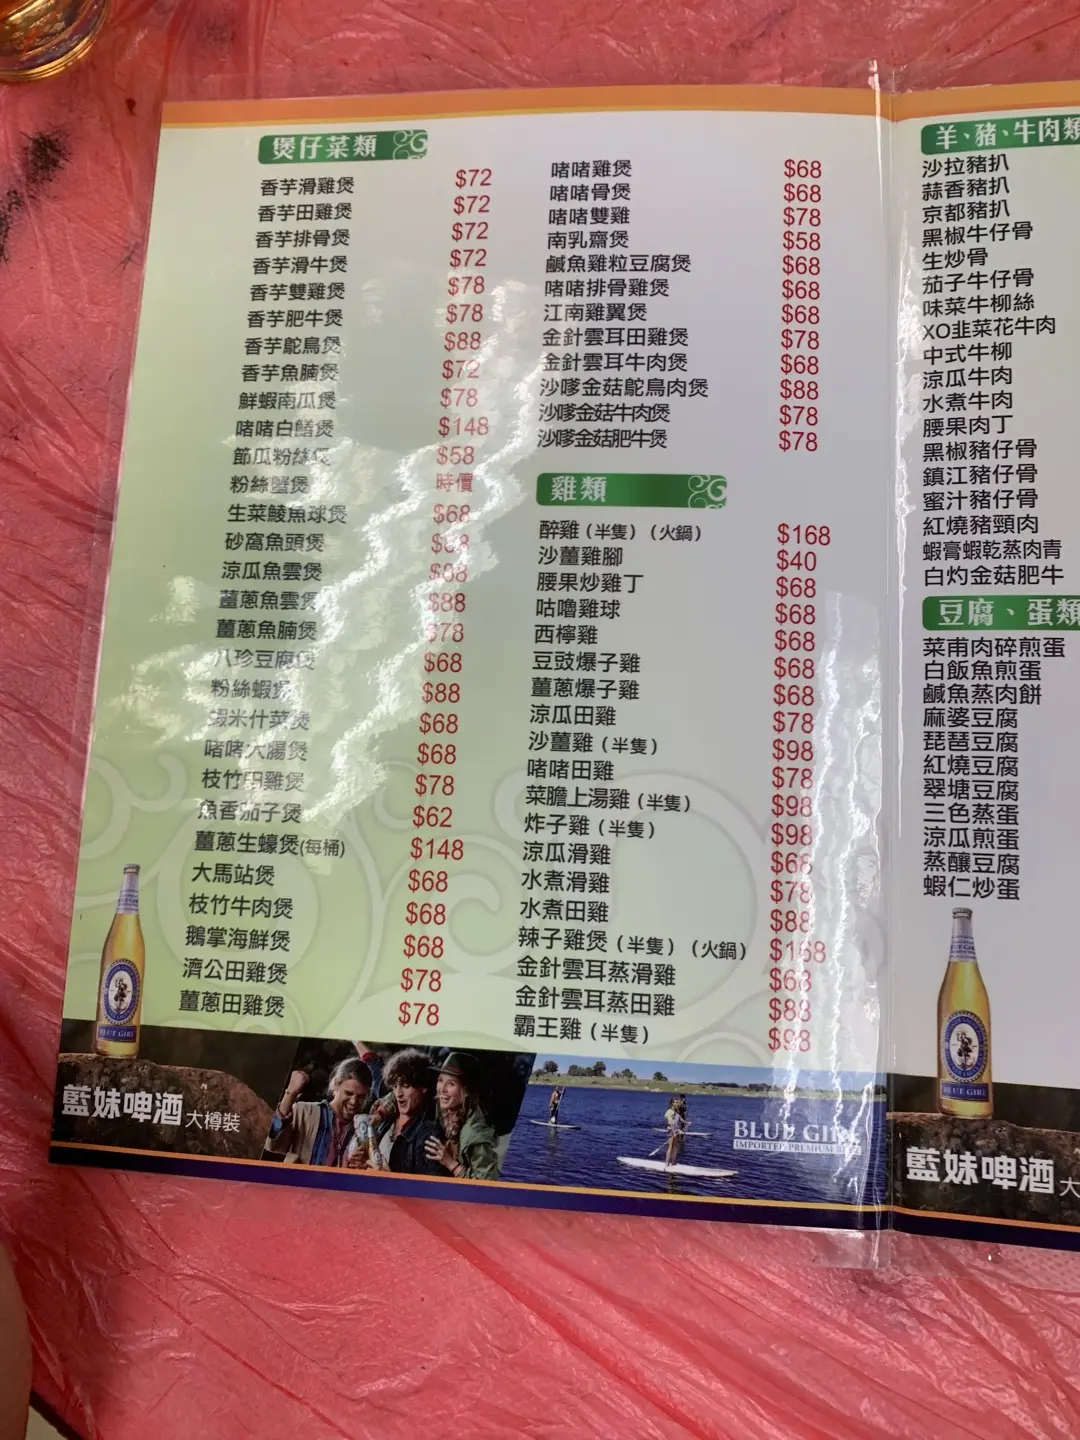 煲仔菜類
香芋滑雞煲 $72
香芋田雞煲 $72
香芋排骨煲 $72
香芋滑牛煲 $72
香芋雙雞煲 $78
香芋肥牛煲 $78
香芋鴕鳥煲 $88
香芋魚腩煲 $72
鮮蝦南瓜煲 $78
啫啫白鱔煲 $148
節瓜粉絲煲 $58
粉絲蟹煲 時價
生菜鯪魚球煲 $68
砂窩魚頭煲
涼瓜魚雲煲
薑蔥魚雲煲 $88
薑蔥魚腩煲 $78
八珍豆腐煲 $68
粉絲蝦煲 $88
蝦米什菜煲 $68
啫啫大腸煲 $68
枝竹田雞煲 $78
魚香茄子煲 $62
薑蔥生蠔煲(每桶) $148
大馬站煲 $68
枝竹牛肉煲 $68
鵝掌海鮮煲 $68
濟公田雞煲 $78
薑蔥田雞煲 $78
啫啫雞煲 $68
啫啫骨煲 $68
啫啫雙雞 $78
南乳齋煲 $58
鹹魚雞粒豆腐煲 $68
啫啫排骨雞煲 $68
江南雞翼煲 $68
金針雲耳田雞煲 $78
金針雲耳牛肉煲 $68
沙嗲金菇鴕鳥肉煲 $88
沙嗲金菇牛肉煲 $78
沙嗲金菇肥牛煲 $78
雞類
醉雞(半隻)(火鍋) $168
沙薑雞腳 $40
腰果炒雞丁 $68
咕嚕雞球 $68
西檸雞 $68
豆豉爆子雞 $68
薑蔥爆子雞 $68
涼瓜田雞 $78
沙薑雞(半隻) $98
啫啫田雞 $78
菜膽上湯雞(半隻) $98
炸子雞(半隻) $98
涼瓜滑雞 $68
水煮滑雞 $78
水煮田雞 $88
辣子雞煲(半隻)(火鍋) $168
金針雲耳蒸滑雞 $68
金針雲耳蒸田雞 $88
霸王雞(半隻) $98
羊、豬、牛肉類
沙拉豬扒
蒜香豬扒
京都豬扒
黑椒牛仔骨
生炒骨
茄子牛仔骨
味菜牛柳絲
XO韭菜花牛肉
中式牛柳
涼瓜牛肉
水煮牛肉
腰果肉丁
黑椒豬仔骨
鎮江豬仔骨
蜜汁豬仔骨
紅燒豬頸肉
蝦膏蝦乾蒸肉青
白灼金菇肥牛
豆腐、蛋類
菜甫肉碎煎蛋
白飯魚煎蛋
鹹魚蒸肉餅
麻婆豆腐
琵琶豆腐
紅燒豆腐
翠塘豆腐
三色蒸蛋
涼瓜煎蛋
蒸釀豆腐
蝦仁炒蛋
BLUE GIRL
藍妹啤酒 大樽裝
BLUE GIRL
IMPORTED PREMIUM BEER
BLUE GIRL
藍妹啤酒 大